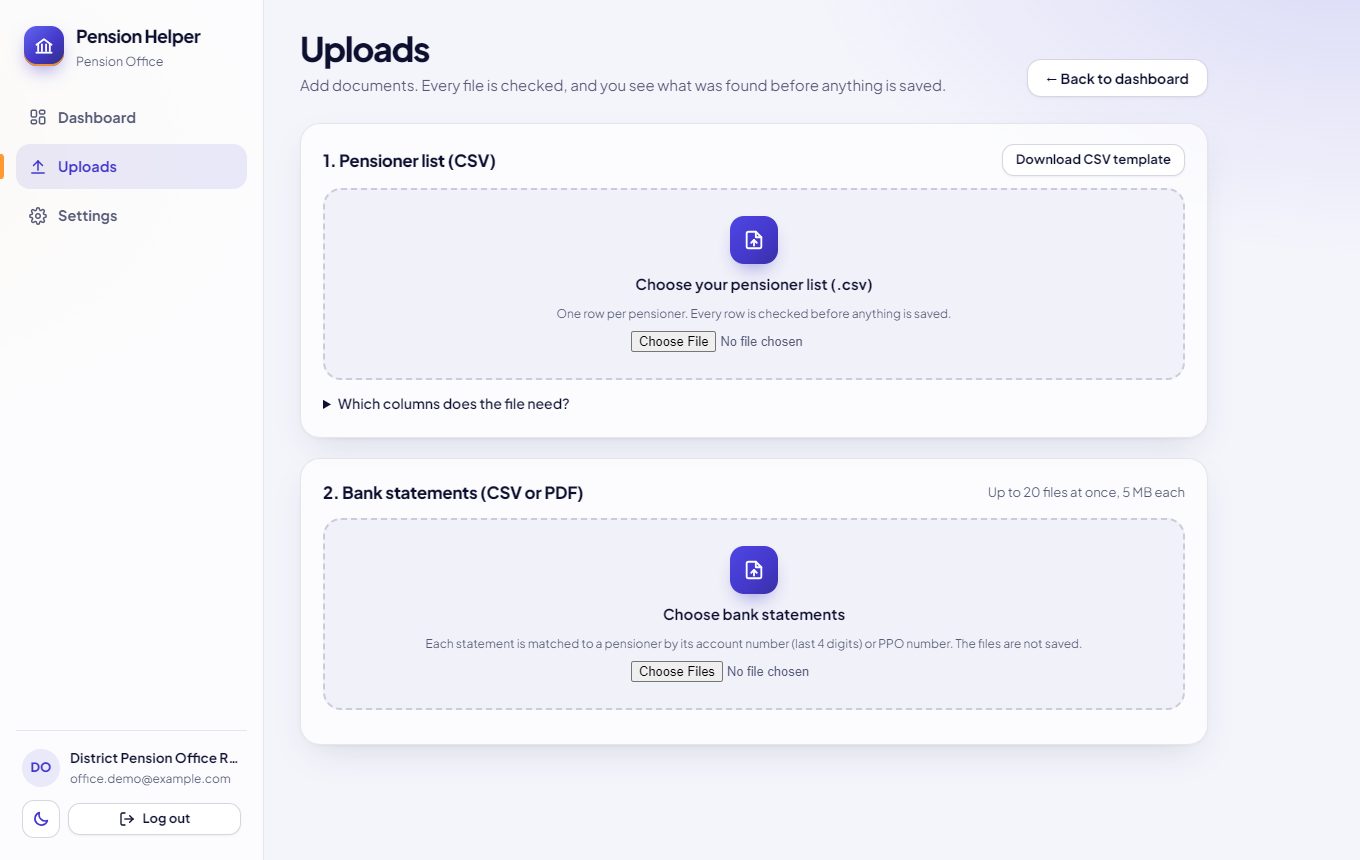 Pension Helper
Pension Office
Dashboard
Uploads
Settings
District Pension Office R...
office.demo@example.com
DO
Log out
Uploads
Add documents. Every file is checked, and you see what was found before anything is saved.
← Back to dashboard
1. Pensioner list (CSV)
Download CSV template
Choose your pensioner list (.csv)
One row per pensioner. Every row is checked before anything is saved.
Choose File No file chosen
▶ Which columns does the file need?
2. Bank statements (CSV or PDF)
Up to 20 files at once, 5 MB each
Choose bank statements
Each statement is matched to a pensioner by its account number (last 4 digits) or PPO number. The files are not saved.
Choose Files No file chosen